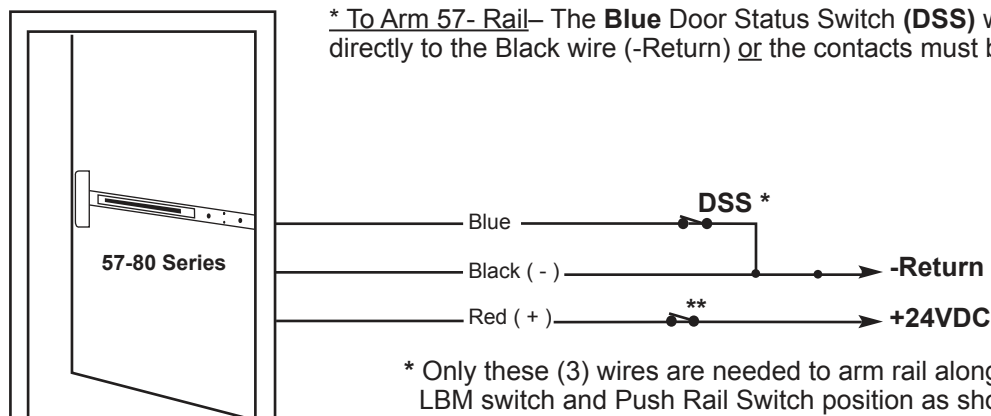 * To Arm 57- Rail– The Blue Door Status Switch (DSS)
directly to the Black wire (-Return) or the contacts must
DSS *
Blue
57-80 Series
Black ( - )
-Return
Red ( + )
**
+24VDC
* Only these (3) wires are needed to arm rail along
LBM switch and Push Rail Switch position as